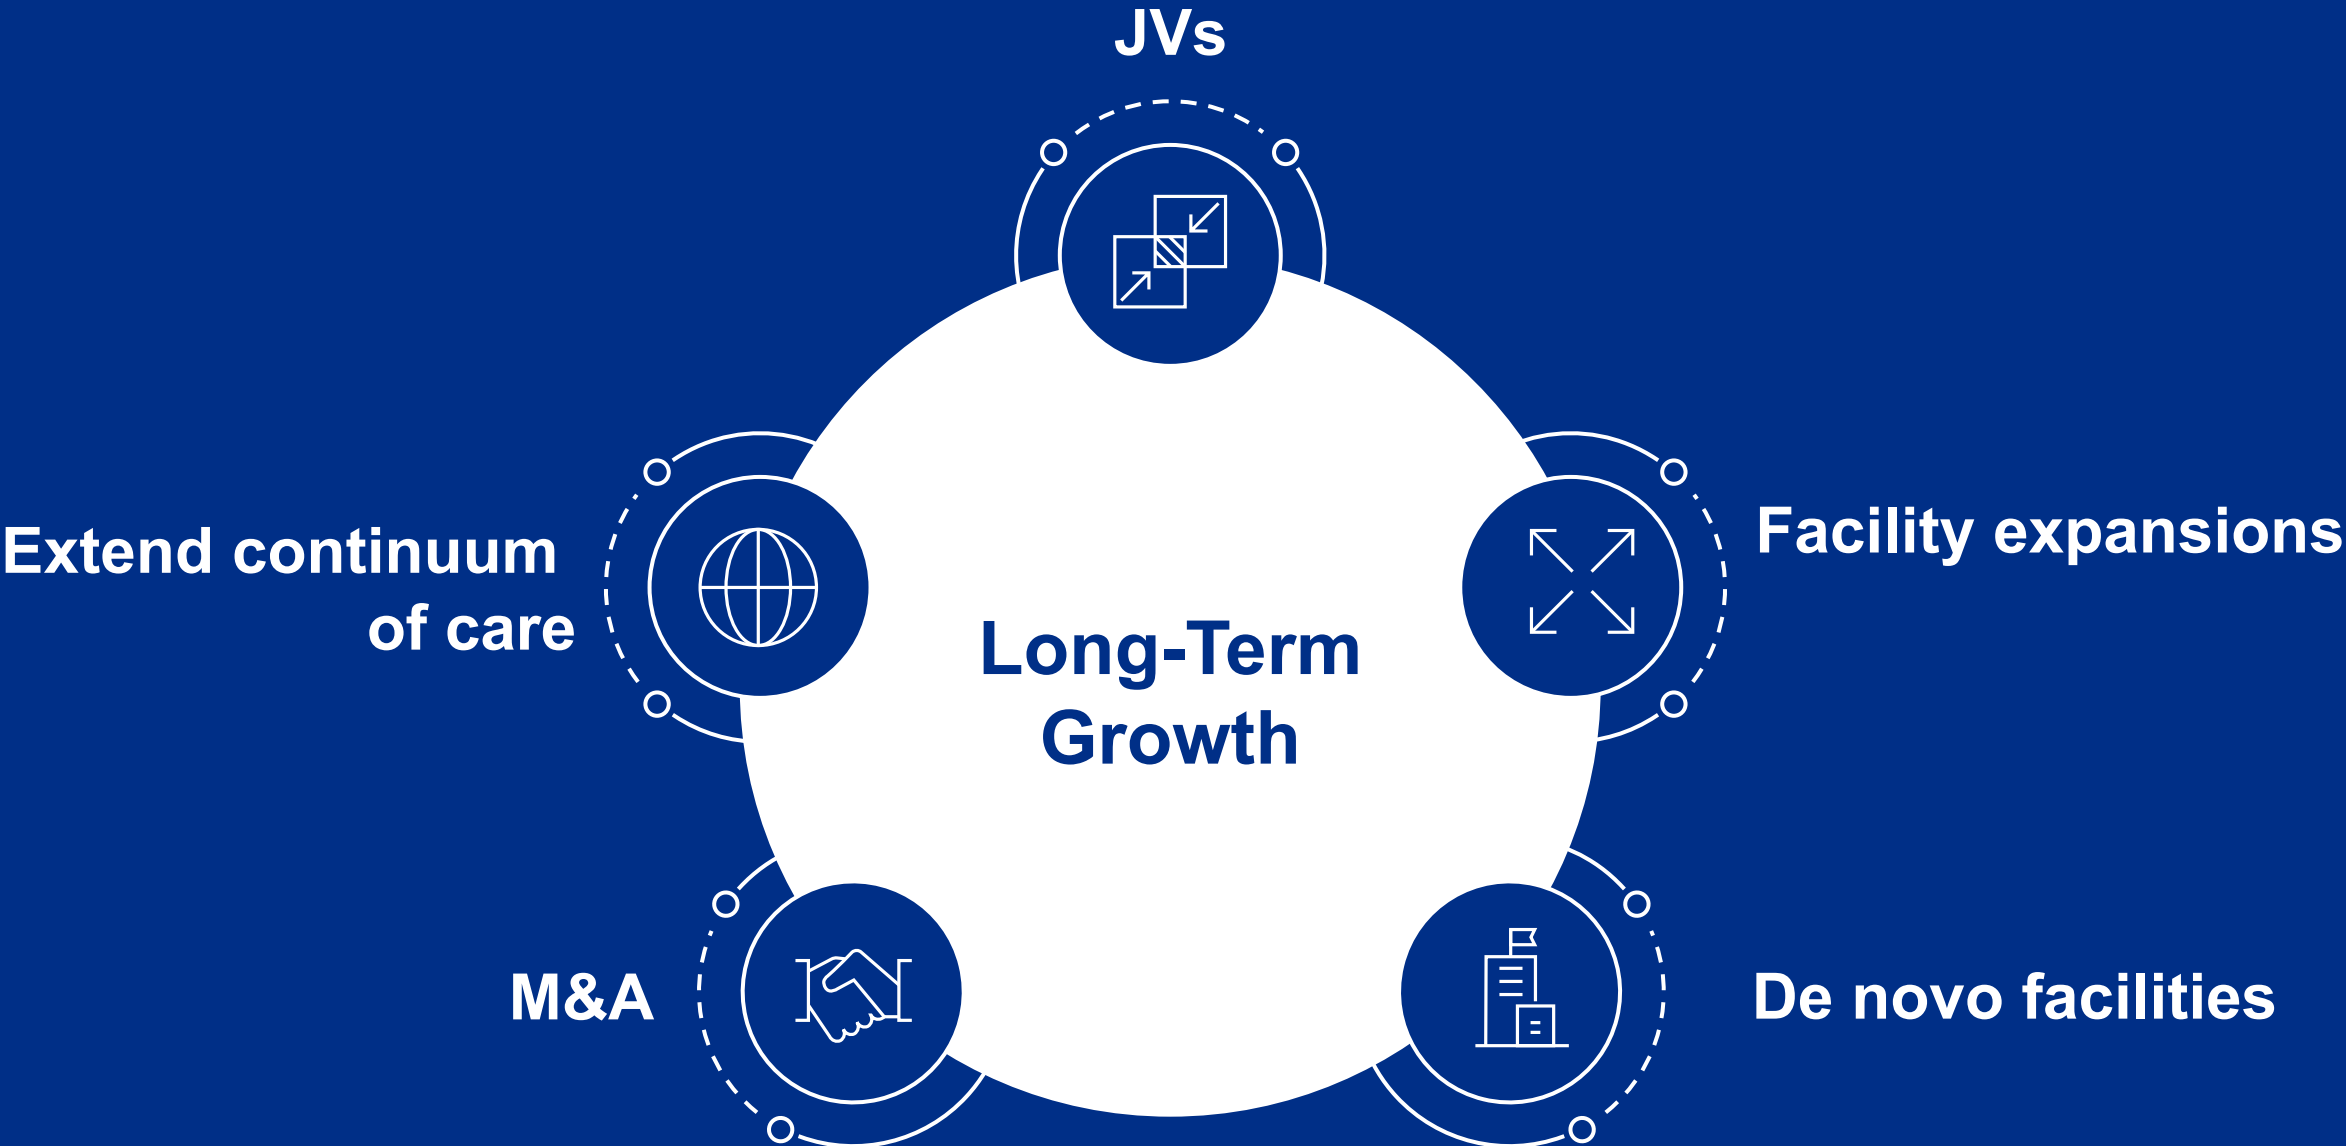 JVs
Facility expansions
Extend continuum
of care
Long-Term
Growth
M&A
De novo facilities